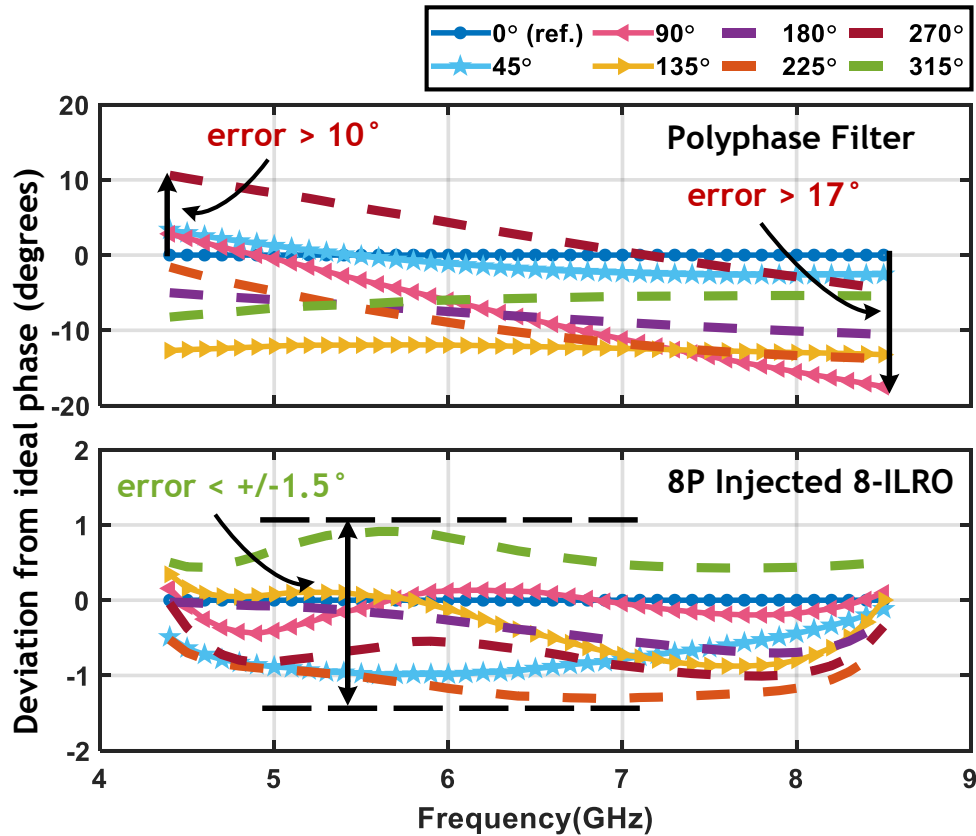 0° (ref.) 90° 180° 270°
45° 135° 225° 315°
Deviation from ideal phase (degrees)
20
10
0
-10
-20
error > 10°
Polyphase Filter
error > 17°
2
1
0
-1
-2
error < +/-1.5°
8P Injected 8-ILRO
4 5 6 7 8 9
Frequency(GHz)